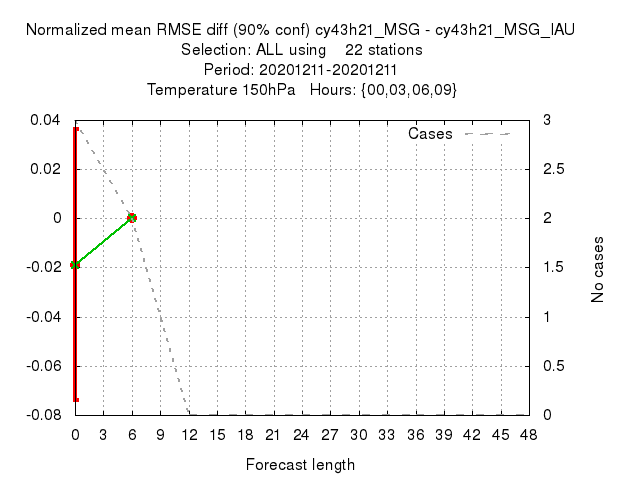 Normalized mean RMSE diff (90% conf) cy43h21_MSG - cy43h21_MSG_IAU
Selection: ALL using    22 stations
Period: 20201211-20201211
Temperature 150hPa   Hours: {00,03,06,09}
Cases
0.04
0.02
0
-0.02
-0.04
-0.06
-0.08
3
2.5
2
1.5
1
0.5
0
No cases
0 3 6 9 12 15 18 21 24 27 30 33 36 39 42 45 48
Forecast length